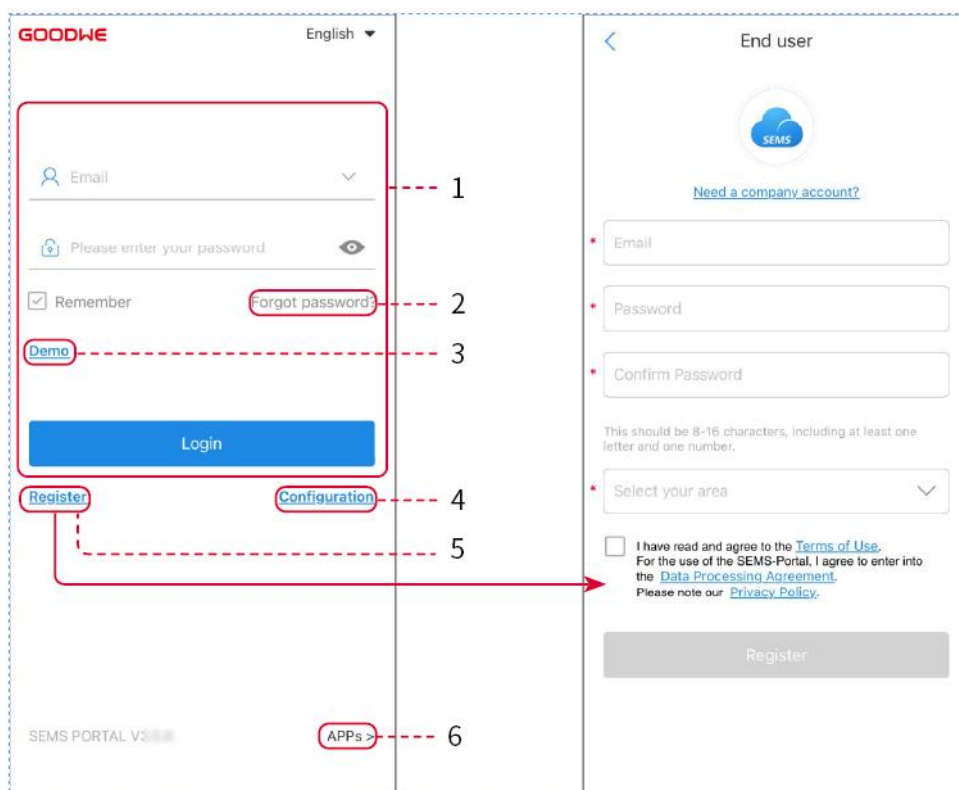 GOODWE
English
Email
1
Please enter your password
Remember
Forgot password?
2
Demo
3
Login
Register
Configuration
4
5
SEMS PORTAL
APPs >
6
End user
SEMS
Need a company account?
* Email
* Password
* Confirm Password
This should be 8-16 characters, including at least one
letter and one number.
* Select your area
I have read and agree to the Terms of Use.
For the use of the SEMS-Portal, I agree to enter into
the Data Processing Agreement.
Please note our Privacy Policy.
Register